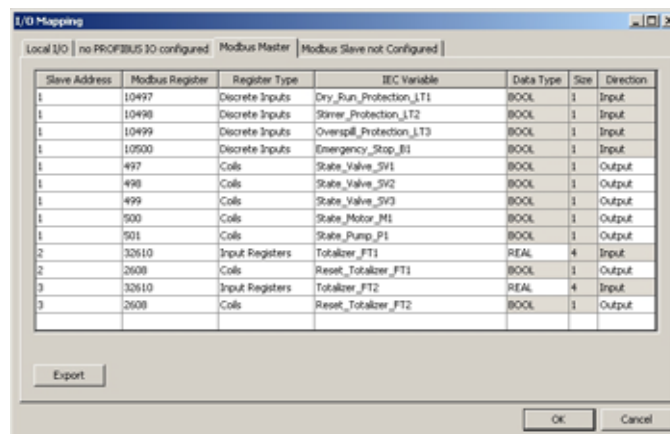 I/O Mapping
Local I/O no PROFIBUS IO configured Modbus Master Modbus Slave not Configured
Slave Address Modbus Register Register Type IEC Variable Data Type Size Direction
1 10497 Discrete Inputs Dry_Run_Protection_LT1 BOOL 1 Input
1 10498 Discrete Inputs Stirrer_Protection_LT2 BOOL 1 Input
1 10499 Discrete Inputs Overspill_Protection_LT3 BOOL 1 Input
1 10500 Discrete Inputs Emergency_Stop_B1 BOOL 1 Input
1 497 Coils State_Valve_SV1 BOOL 1 Output
1 498 Coils State_Valve_SV2 BOOL 1 Output
1 499 Coils State_Valve_SV3 BOOL 1 Output
1 500 Coils State_Motor_M1 BOOL 1 Output
1 501 Coils State_Pump_P1 BOOL 1 Output
2 32610 Input Registers Totalizer_FT1 REAL 4 Input
2 2608 Coils Reset_Totalizer_FT1 BOOL 1 Output
3 32610 Input Registers Totalizer_FT2 REAL 4 Input
3 2608 Coils Reset_Totalizer_FT2 BOOL 1 Output
Export
OK Cancel